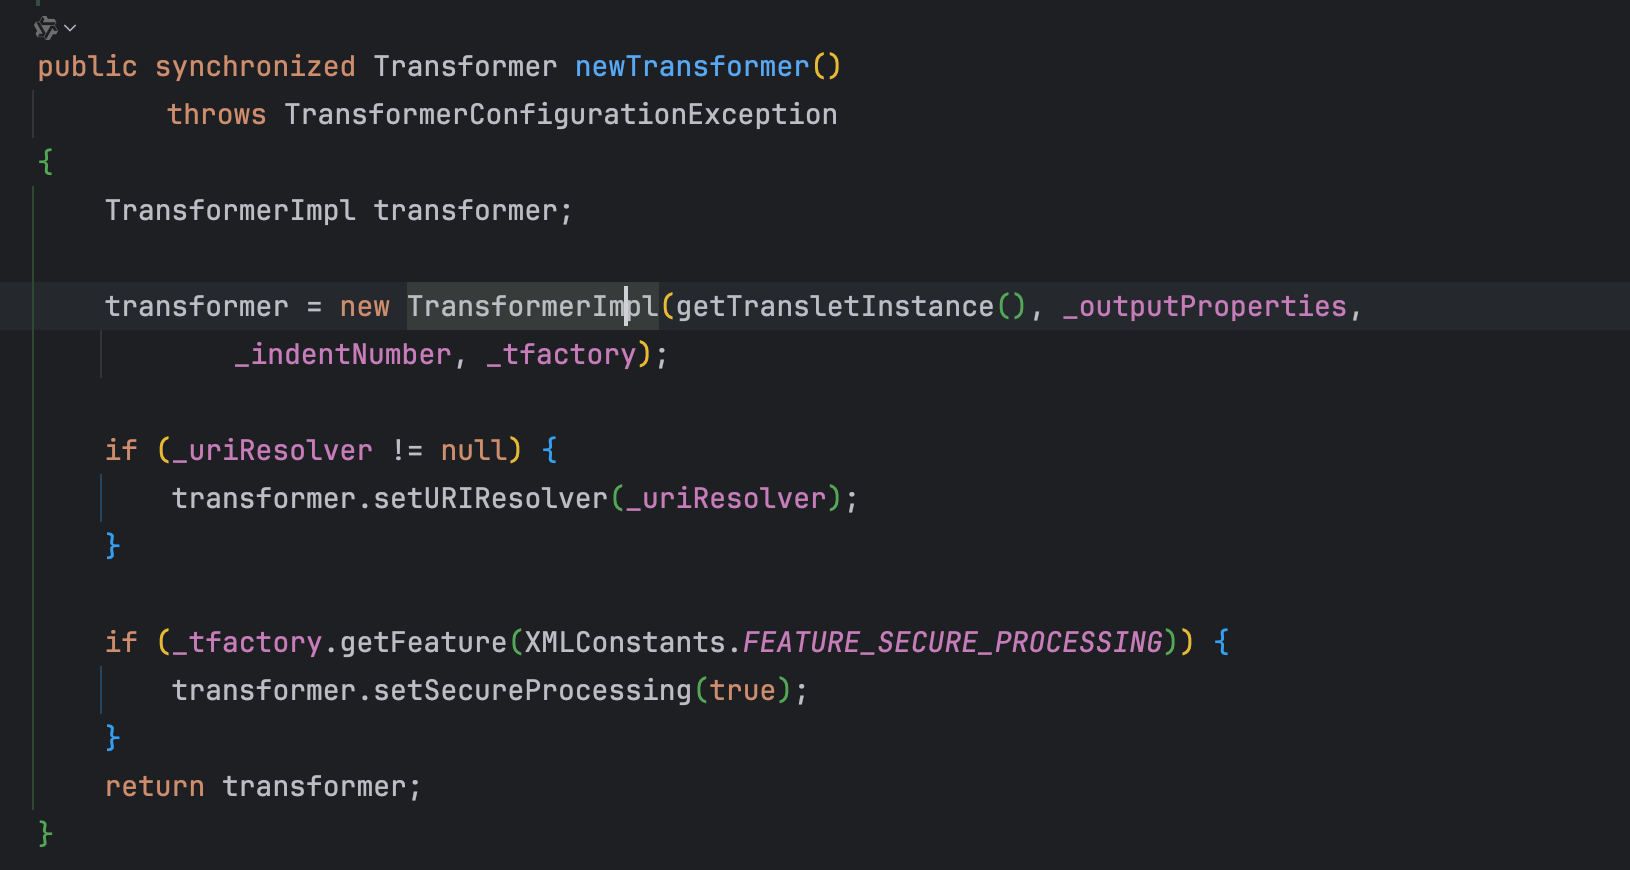 public synchronized Transformer newTransformer()
        throws TransformerConfigurationException
{
    TransformerImpl transformer;

    transformer = new TransformerImpl(getTransletInstance(), _outputProperties,
            _indentNumber, _tfactory);

    if (_uriResolver != null) {
        transformer.setURIResolver(_uriResolver);
    }

    if (_tfactory.getFeature(XMLConstants.FEATURE_SECURE_PROCESSING)) {
        transformer.setSecureProcessing(true);
    }
    return transformer;
}